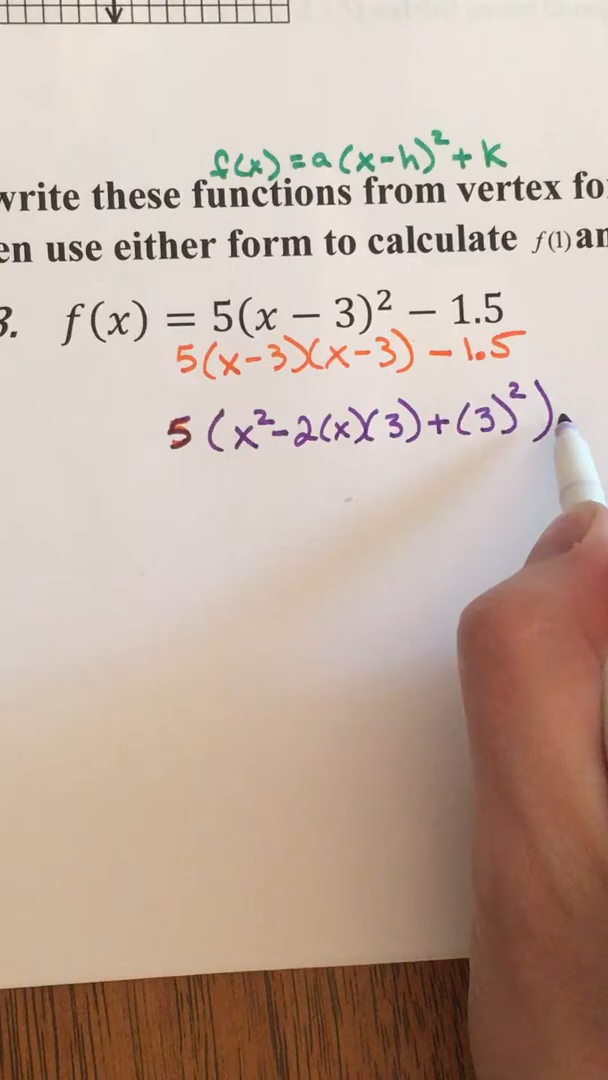 f(x) = a(x-h)² + k
write these functions from vertex fo
en use either form to calculate f(1) an
3. f(x) = 5(x − 3)² − 1.5
5(x-3)(x-3) - 1.5
5(x²-2(x)(3)+(3)²)